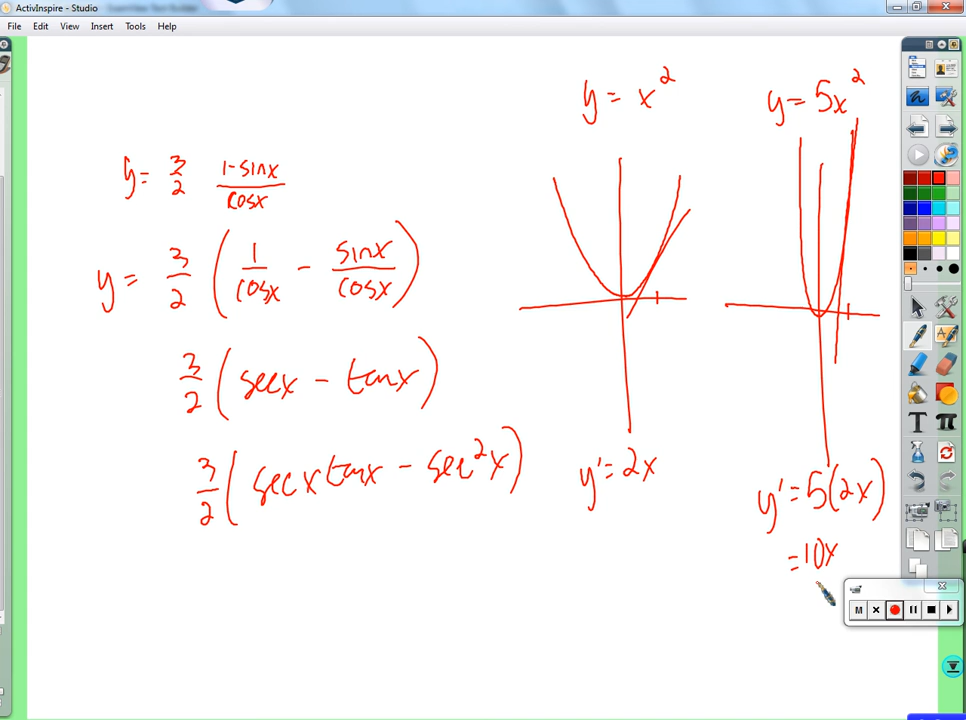 ActivInspire - Studio
File Edit View Insert Tools Help
y = 3/2 (1-sinx)/(cosx)
y = 3/2 (1/cosx - sinx/cosx)
3/2 (secx - tanx)
3/2 (secx tanx - sec²x)
y = x²
y' = 2x
y = 5x²
y' = 5(2x)
= 10x
M